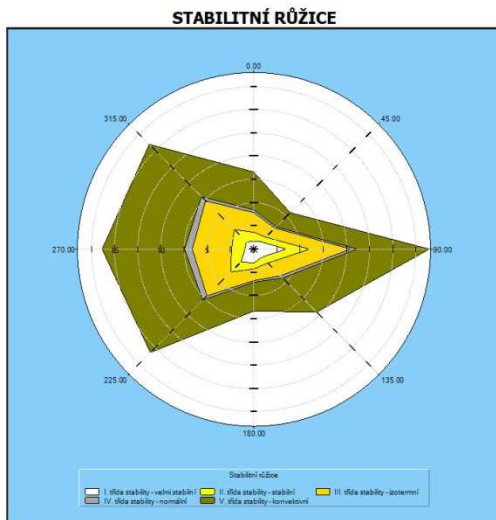 STABILITNÍ RŮŽICE
0.00
315.00
45.00
270.00
90.00
225.00
135.00
180.00
Stabilitní růžice
I. třída stability - velmi stabilní
II. třída stability - stabilní
III. třída stability - izotermní
IV. třída stability - normální
V. třída stability - konvektivní